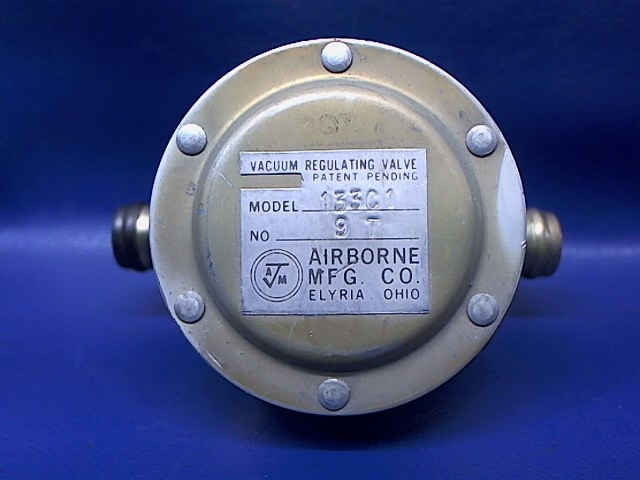 VACUUM REGULATING VALVE
PATENT PENDING
MODEL 133C1
NO 9 T
AIRBORNE
MFG. CO.
ELYRIA OHIO
A
M